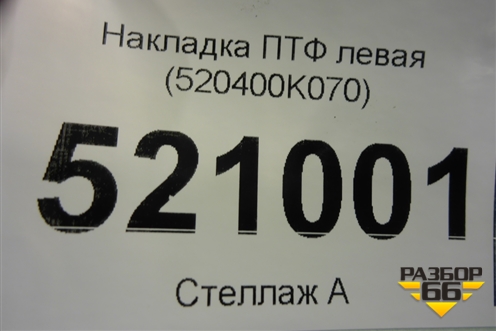 Накладка ПТФ левая
(520400K070)
521001
Стеллаж А
РАЗБОР
66